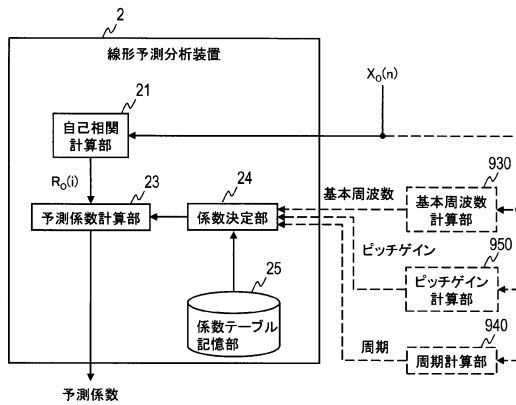 2
線形予測分析装置
X₀(n)
21
自己相関
計算部
R₀(i)
23
予測係数計算部
24
係数決定部
25
係数テーブル
記憶部
基本周波数
930
基本周波数
計算部
ピッチゲイン
950
ピッチゲイン
計算部
周期
940
周期計算部
予測係数